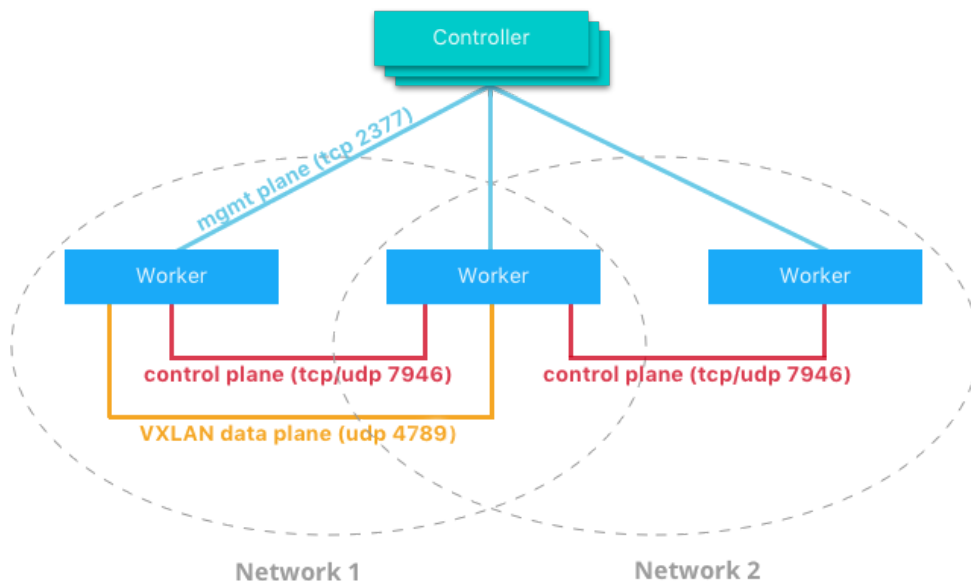 Controller
mgmt plane (tcp 2377)
Worker
Worker
Worker
control plane (tcp/udp 7946)
control plane (tcp/udp 7946)
VXLAN data plane (udp 4789)
Network 1
Network 2